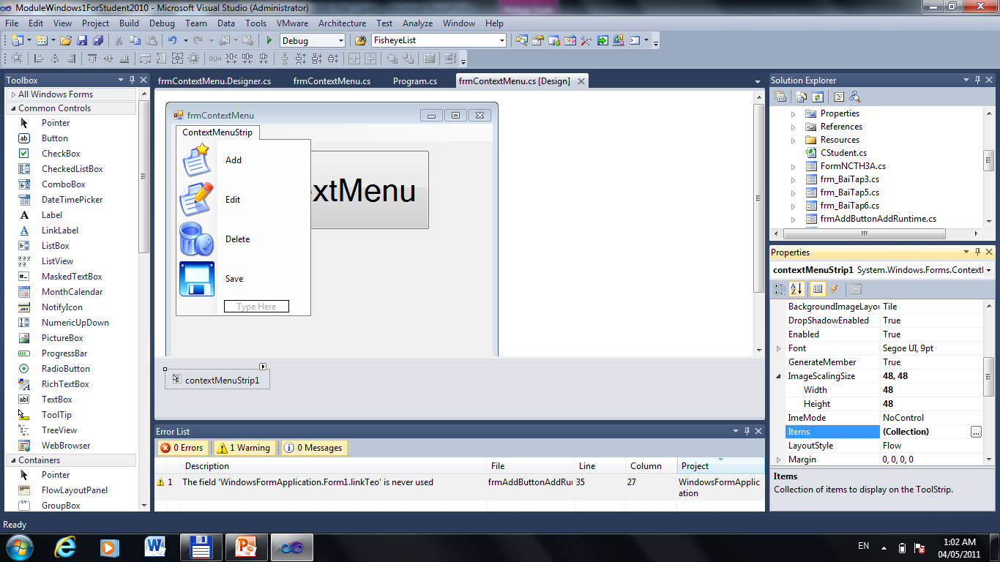 ModuleWindows1ForStudent2010 - Microsoft Visual Studio (Administrator)
File Edit View Project Build Debug Team Data Tools VMware Architecture Test Analyze Window Help
Debug FisheyeList
Toolbox
All Windows Forms
Common Controls
Pointer
Button
CheckBox
CheckedListBox
ComboBox
DateTimePicker
Label
LinkLabel
ListBox
ListView
MaskedTextBox
MonthCalendar
NotifyIcon
NumericUpDown
PictureBox
ProgressBar
RadioButton
RichTextBox
TextBox
ToolTip
TreeView
WebBrowser
Containers
Pointer
FlowLayoutPanel
GroupBox
frmContextMenu.Designer.cs frmContextMenu.cs Program.cs frmContextMenu.cs [Design]
frmContextMenu
ContextMenuStrip
Add
Edit
Delete
Save
Type Here
extMenu
contextMenuStrip1
Error List
0 Errors 1 Warning 0 Messages
Description File Line Column Project
1 The field 'WindowsFormApplication.Form1.linkTeo' is never used frmAddButtonAddRu 35 27 WindowsFormApplic
ation
Solution Explorer
Properties
References
Resources
CStudent.cs
FormNCTH3A.cs
frm_BaiTap3.cs
frm_BaiTap5.cs
frm_BaiTap6.cs
frmAddButtonAddRuntime.cs
Properties
contextMenuStrip1 System.Windows.Forms.Context
BackgroundImageLayou Tile
DropShadowEnabled True
Enabled True
Font Segoe UI, 9pt
GenerateMember True
ImageScalingSize 48, 48
Width 48
Height 48
ImeMode NoControl
Items (Collection) ...
LayoutStyle Flow
Margin 0, 0, 0, 0
Items
Collection of items to display on the ToolStrip.
Ready
EN 1:02 AM
04/05/2011